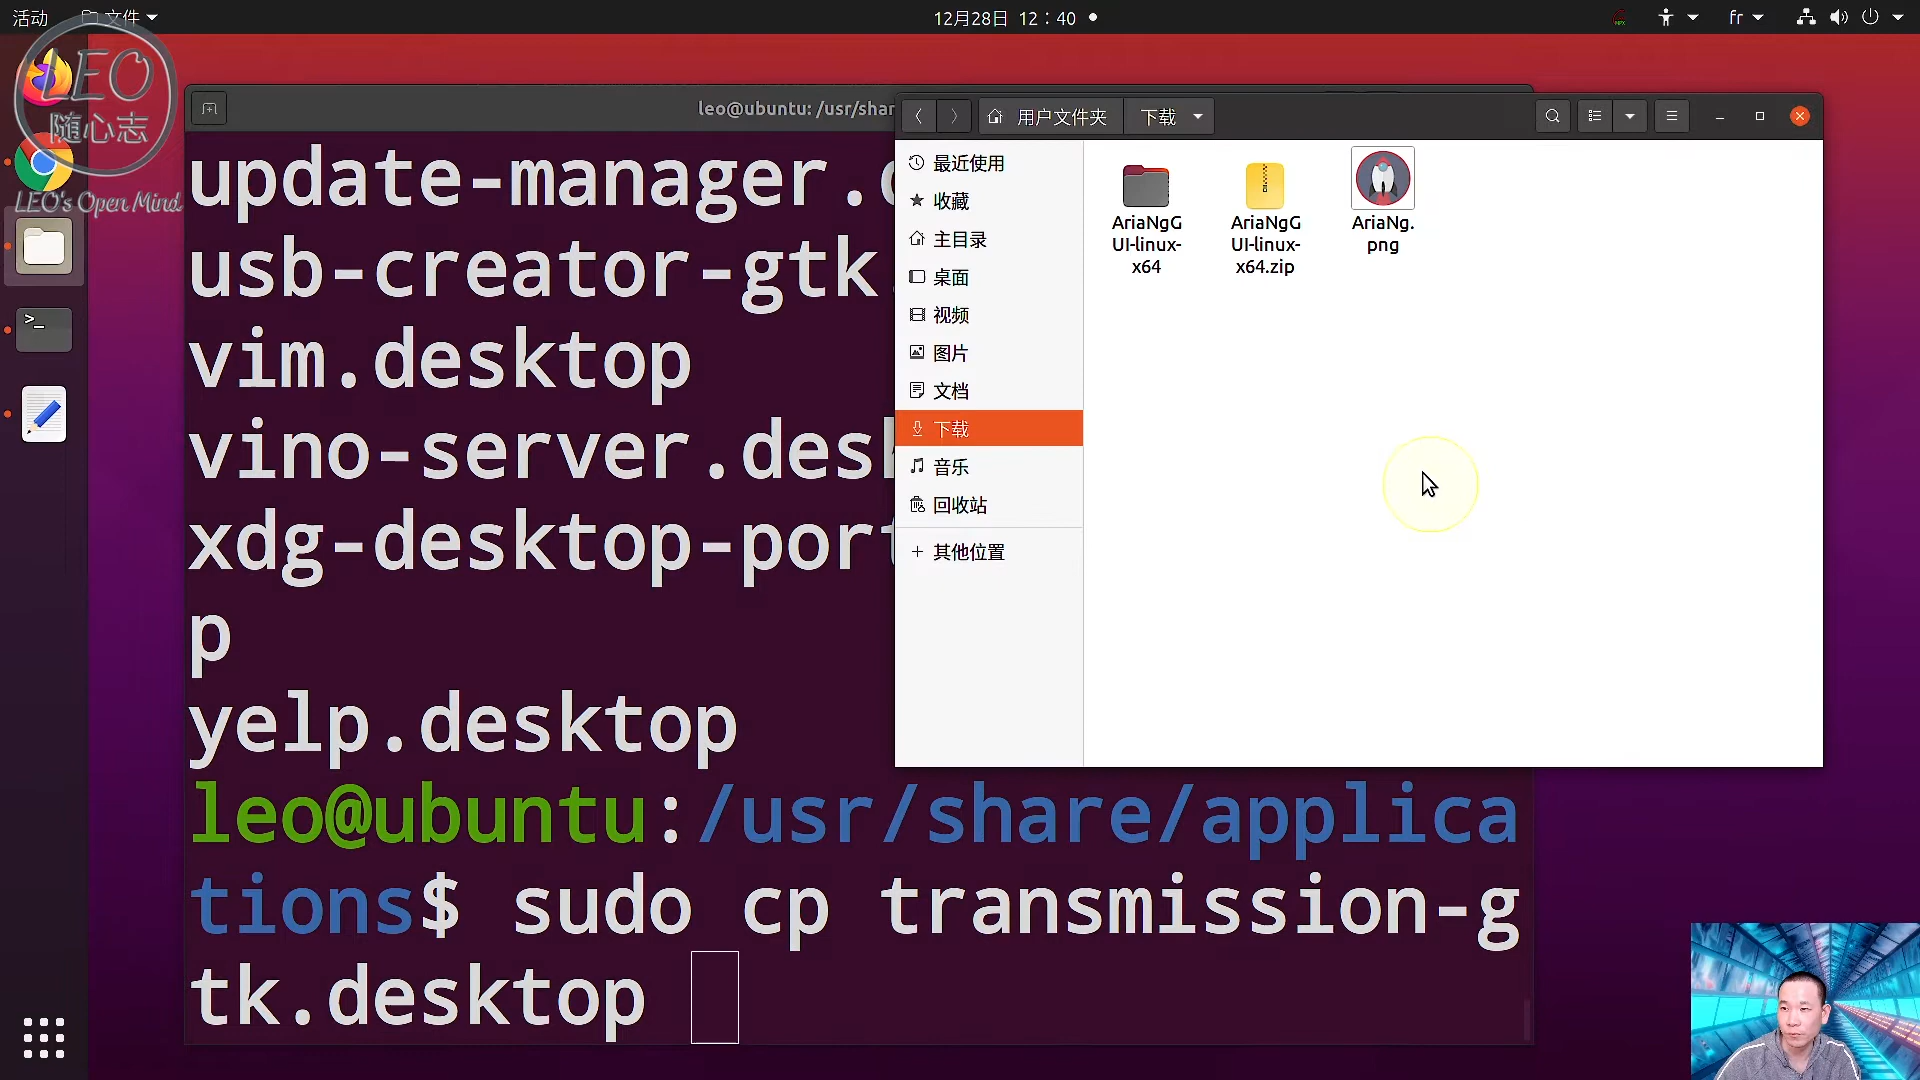 活动
文件
12月28日 12：40
fr
LEO
随心志
LEO's Open Mind
leo@ubuntu: /usr/shar
update-manager.
usb-creator-gtk
vim.desktop
vino-server.des
xdg-desktop-por
p
yelp.desktop
leo@ubuntu:/usr/share/applica
tions$ sudo cp transmission-g
tk.desktop
用户文件夹
下载
最近使用
收藏
主目录
桌面
视频
图片
文档
下载
音乐
回收站
其他位置
AriaNgG
UI-linux-
x64
AriaNgG
UI-linux-
x64.zip
AriaNg.
png